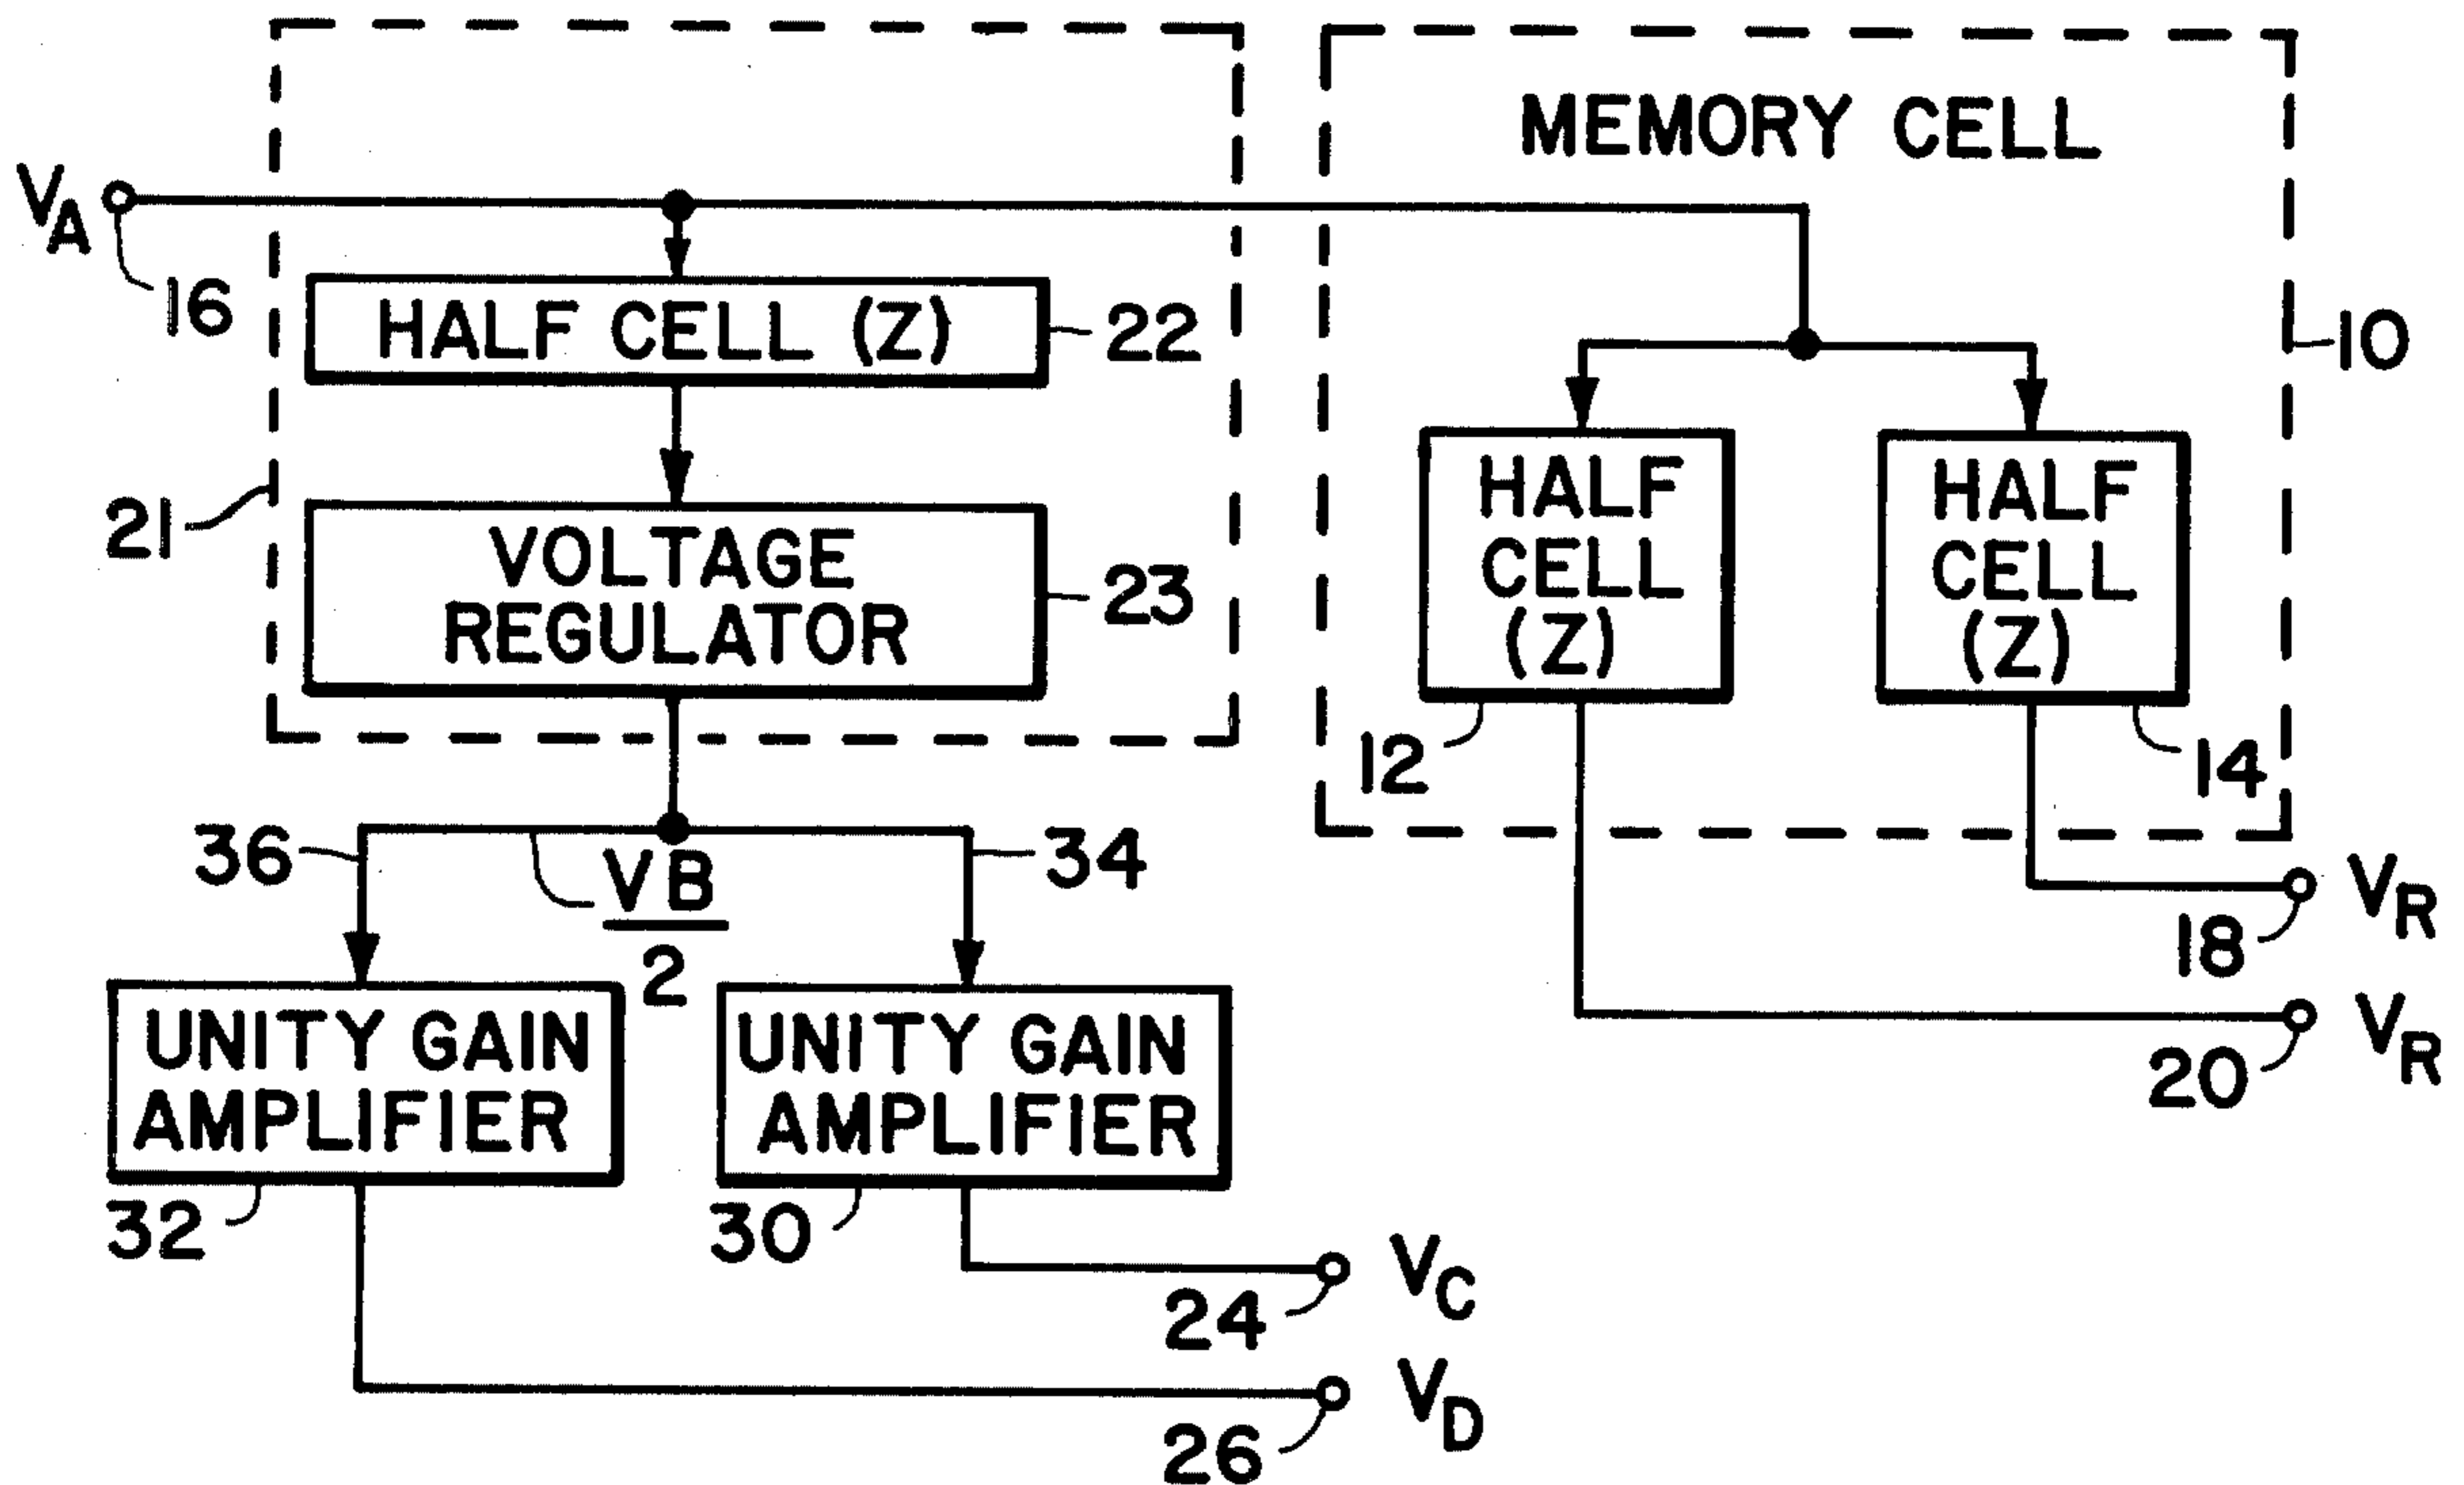 MEMORY CELL
VA
16
HALF CELL (Z)
22
10
21
VOLTAGE
REGULATOR
23
HALF
CELL
(Z)
12
HALF
CELL
(Z)
14
36
VB
2
34
VR
18
VR
20
UNITY GAIN
AMPLIFIER
32
UNITY GAIN
AMPLIFIER
30
VC
24
VD
26